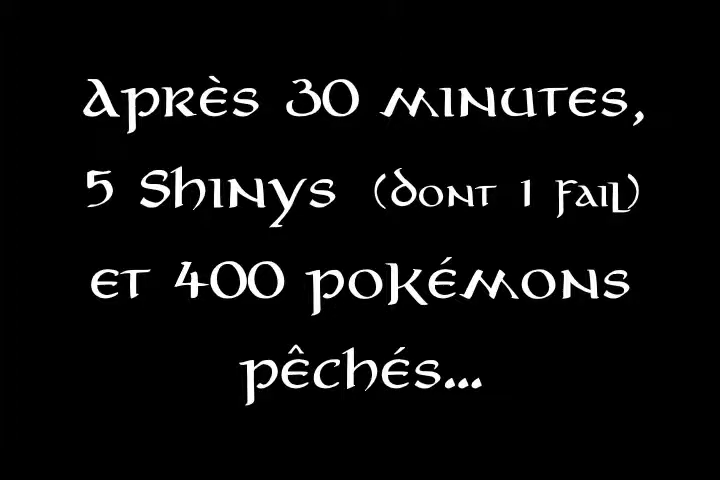 Après 30 minutes,
5 Shinys (dont 1 fail)
et 400 pokémons
pêchés...